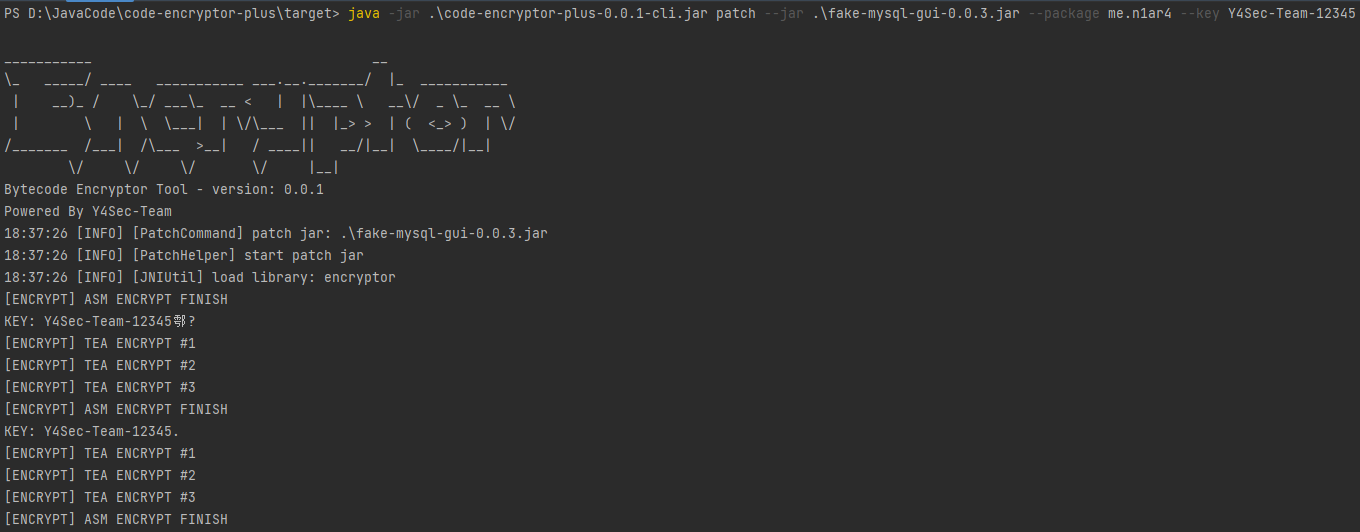 PS D:\JavaCode\code-encryptor-plus\target> java -jar .\code-encryptor-plus-0.0.1-cli.jar patch --jar .\fake-mysql-gui-0.0.3.jar --package me.n1ar4 --key Y4Sec-Team-12345
___________                                   __
\_   _____/ ____   ___________ ___.__._______/  |_  ___________
 |    __)_ /    \_/ ___\_  __ <   |  |\____ \   __\/  _ \_  __ \
 |        \   |  \  \___|  | \/\___  ||  |_> >  | (  <_> )  | \/
/_______  /___|  /\___  >__|   / ____||   __/|__|  \____/|__|
        \/     \/     \/       \/     |__|
Bytecode Encryptor Tool - version: 0.0.1
Powered By Y4Sec-Team
18:37:26 [INFO] [PatchCommand] patch jar: .\fake-mysql-gui-0.0.3.jar
18:37:26 [INFO] [PatchHelper] start patch jar
18:37:26 [INFO] [JNIUtil] load library: encryptor
[ENCRYPT] ASM ENCRYPT FINISH
KEY: Y4Sec-Team-12345鄂?
[ENCRYPT] TEA ENCRYPT #1
[ENCRYPT] TEA ENCRYPT #2
[ENCRYPT] TEA ENCRYPT #3
[ENCRYPT] ASM ENCRYPT FINISH
KEY: Y4Sec-Team-12345.
[ENCRYPT] TEA ENCRYPT #1
[ENCRYPT] TEA ENCRYPT #2
[ENCRYPT] TEA ENCRYPT #3
[ENCRYPT] ASM ENCRYPT FINISH